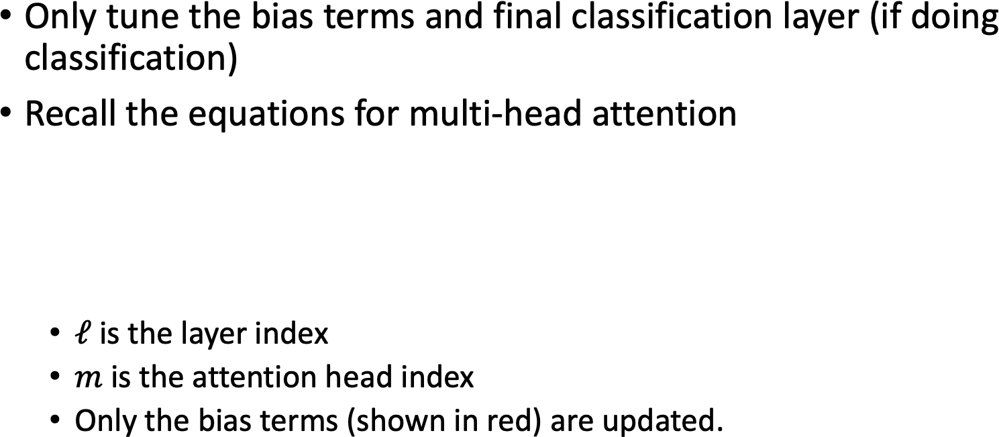 • Only tune the bias terms and final classification layer (if doing
classification)
• Recall the equations for multi-head attention
• ℓ is the layer index
• m is the attention head index
• Only the bias terms (shown in red) are updated.